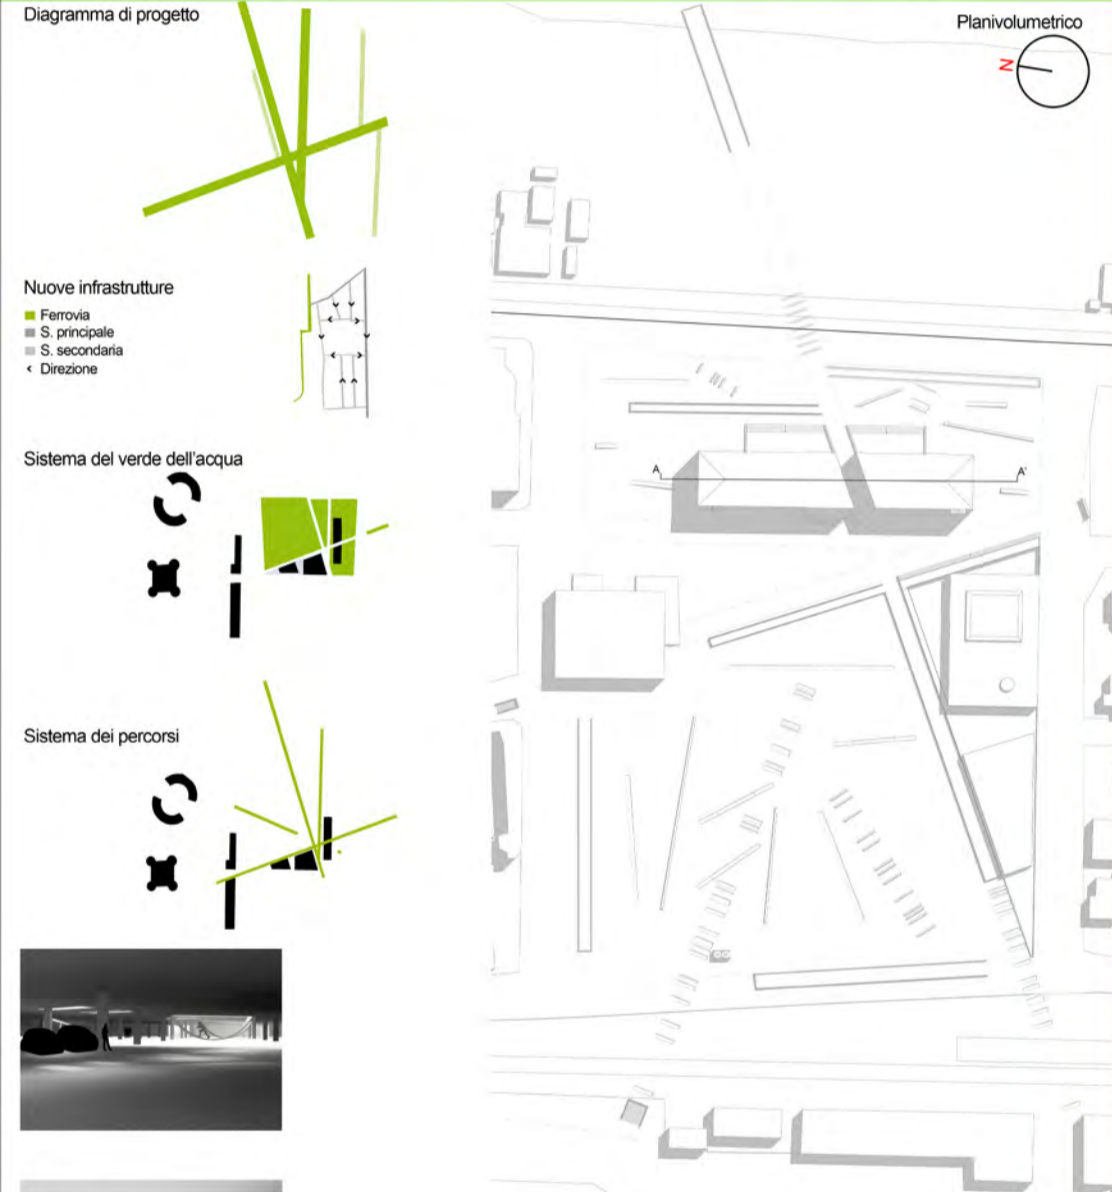 Diagramma di progetto
Planivolumetrico
N
Nuove infrastrutture
Ferrovia
S. principale
S. secondaria
< Direzione
A
A'
Sistema del verde dell'acqua
Sistema dei percorsi